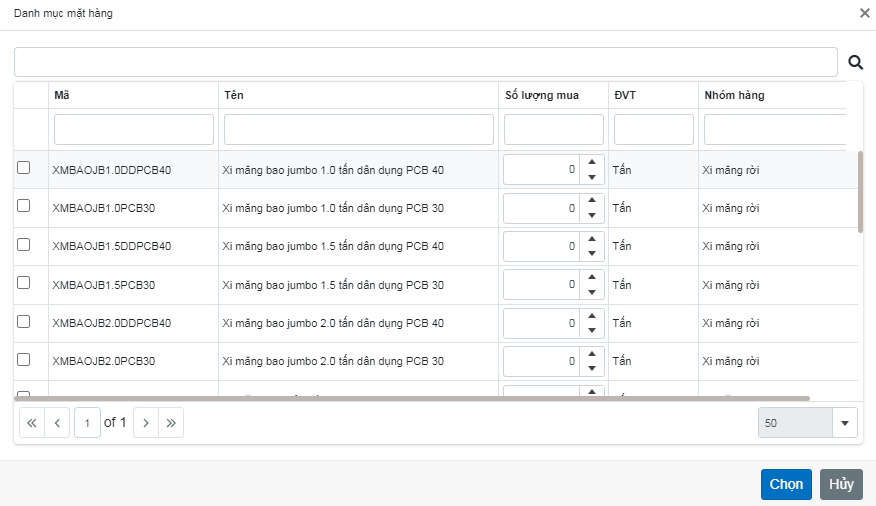 Danh mục mặt hàng
Mã Tên Số lượng mua ĐVT Nhóm hàng
XMBAOJB1.0DDPCB40 Xi măng bao jumbo 1.0 tấn dân dụng PCB 40 0 Tấn Xi măng rời
XMBAOJB1.0PCB30 Xi măng bao jumbo 1.0 tấn dân dụng PCB 30 0 Tấn Xi măng rời
XMBAOJB1.5DDPCB40 Xi măng bao jumbo 1.5 tấn dân dụng PCB 40 0 Tấn Xi măng rời
XMBAOJB1.5PCB30 Xi măng bao jumbo 1.5 tấn dân dụng PCB 30 0 Tấn Xi măng rời
XMBAOJB2.0DDPCB40 Xi măng bao jumbo 2.0 tấn dân dụng PCB 40 0 Tấn Xi măng rời
XMBAOJB2.0PCB30 Xi măng bao jumbo 2.0 tấn dân dụng PCB 30 0 Tấn Xi măng rời
1 of 1 50
Chọn Hủy